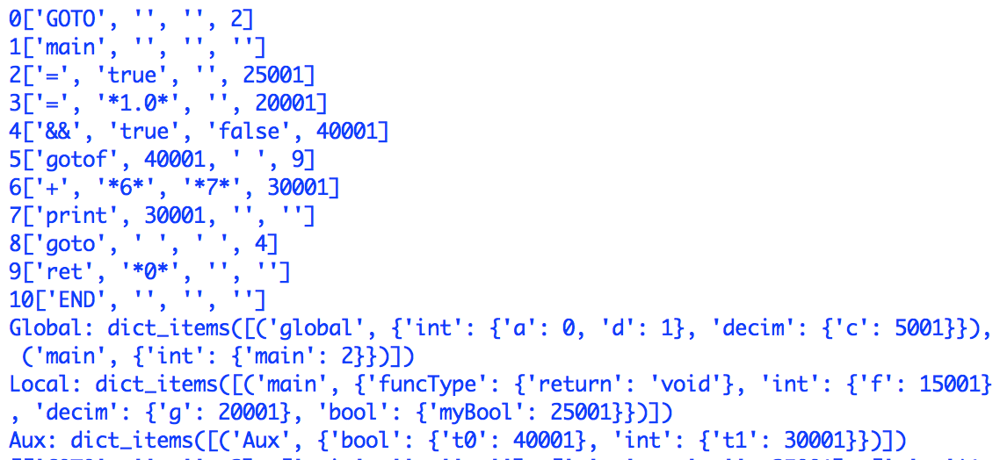 0['GOTO', '', '', 2]
1['main', '', '', '']
2['=', 'true', '', 25001]
3['=', '*1.0*', '', 20001]
4['&&', 'true', 'false', 40001]
5['gotof', 40001, ' ', 9]
6['+', '*6*', '*7*', 30001]
7['print', 30001, '', '']
8['goto', ' ', ' ', 4]
9['ret', '*0*', '', '']
10['END', '', '', '']
Global: dict_items([('global', {'int': {'a': 0, 'd': 1}, 'decim': {'c': 5001}}),
('main', {'int': {'main': 2}})])
Local: dict_items([('main', {'funcType': {'return': 'void'}, 'int': {'f': 15001}
, 'decim': {'g': 20001}, 'bool': {'myBool': 25001}})])
Aux: dict_items([('Aux', {'bool': {'t0': 40001}, 'int': {'t1': 30001}})])